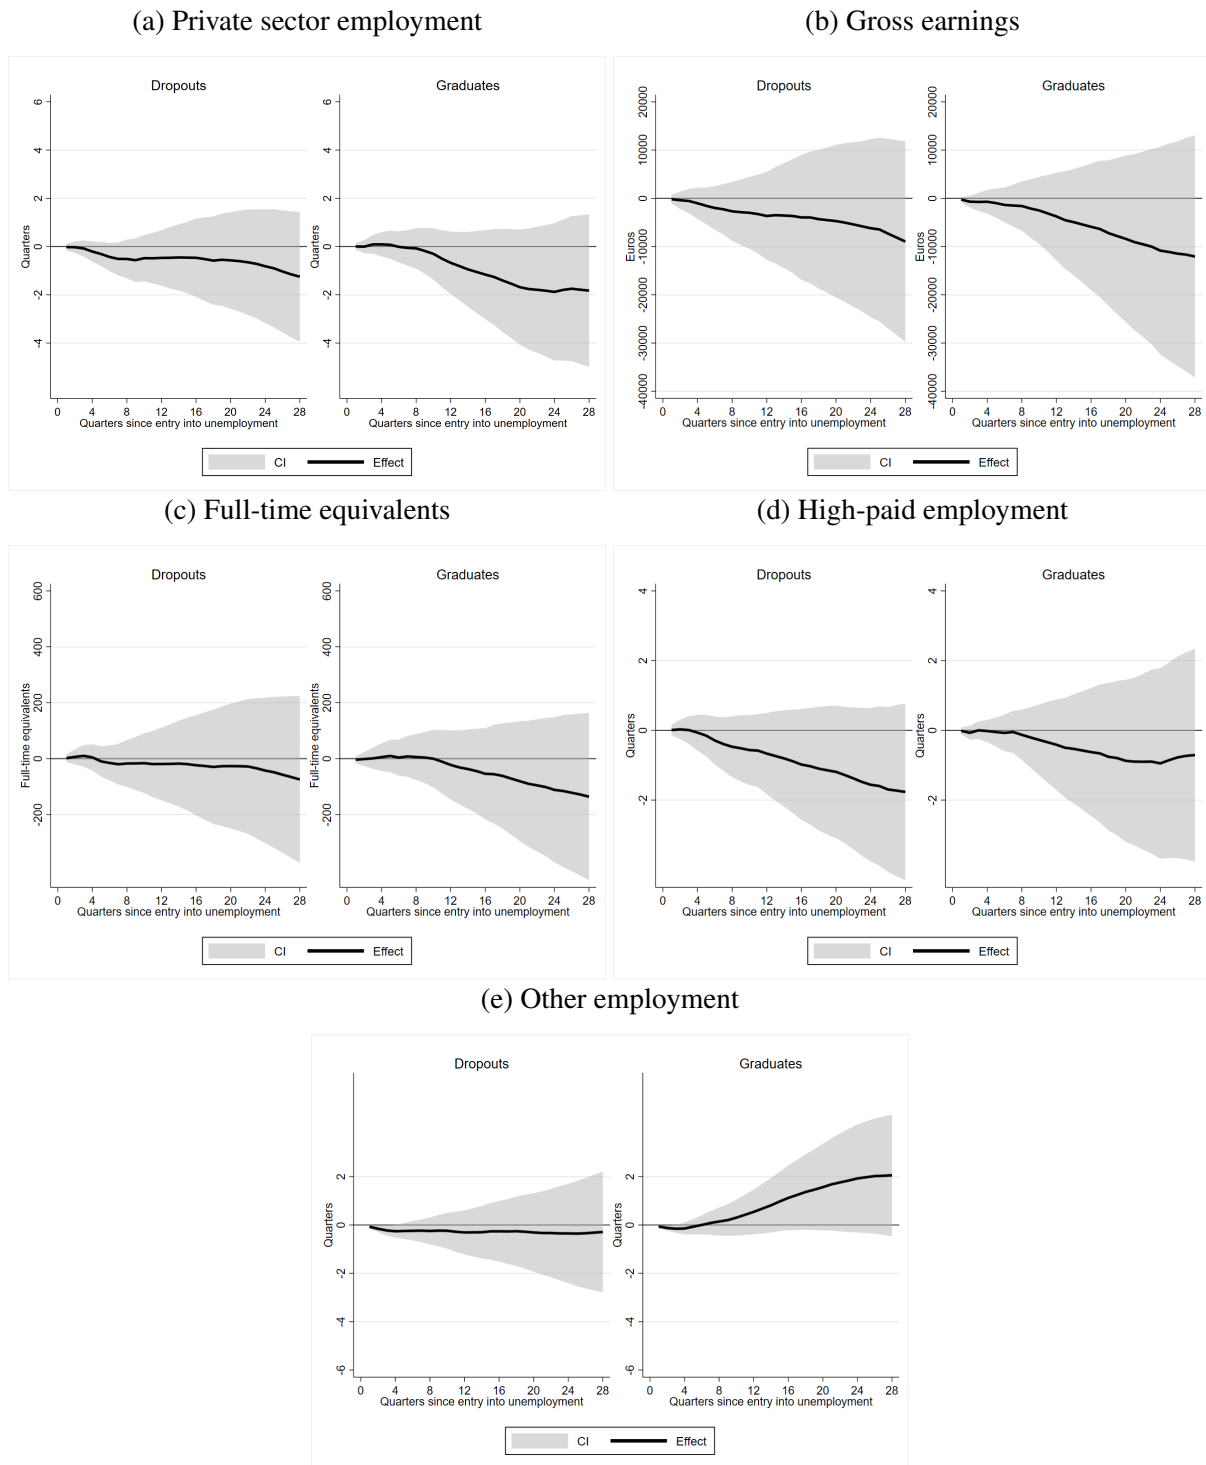 (a) Private sector employment
Dropouts
Graduates
Quarters
6
4
2
0
-2
-4
0 4 8 12 16 20 24 28
Quarters since entry into unemployment
Quarters
6
4
2
0
-2
-4
0 4 8 12 16 20 24 28
Quarters since entry into unemployment
CI Effect
(b) Gross earnings
Dropouts
Graduates
Euros
20000
10000
0
-10000
-20000
-30000
-40000
0 4 8 12 16 20 24 28
Quarters since entry into unemployment
Euros
20000
10000
0
-10000
-20000
-30000
-40000
0 4 8 12 16 20 24 28
Quarters since entry into unemployment
CI Effect
(c) Full-time equivalents
Dropouts
Graduates
Full-time equivalents
600
400
200
0
-200
0 4 8 12 16 20 24 28
Quarters since entry into unemployment
Full-time equivalents
600
400
200
0
-200
0 4 8 12 16 20 24 28
Quarters since entry into unemployment
CI Effect
(d) High-paid employment
Dropouts
Graduates
Quarters
4
2
0
-2
0 4 8 12 16 20 24 28
Quarters since entry into unemployment
Quarters
4
2
0
-2
0 4 8 12 16 20 24 28
Quarters since entry into unemployment
CI Effect
(e) Other employment
Dropouts
Graduates
Quarters
2
0
-2
-4
-6
0 4 8 12 16 20 24 28
Quarters since entry into unemployment
Quarters
2
0
-2
-4
-6
0 4 8 12 16 20 24 28
Quarters since entry into unemployment
CI Effect